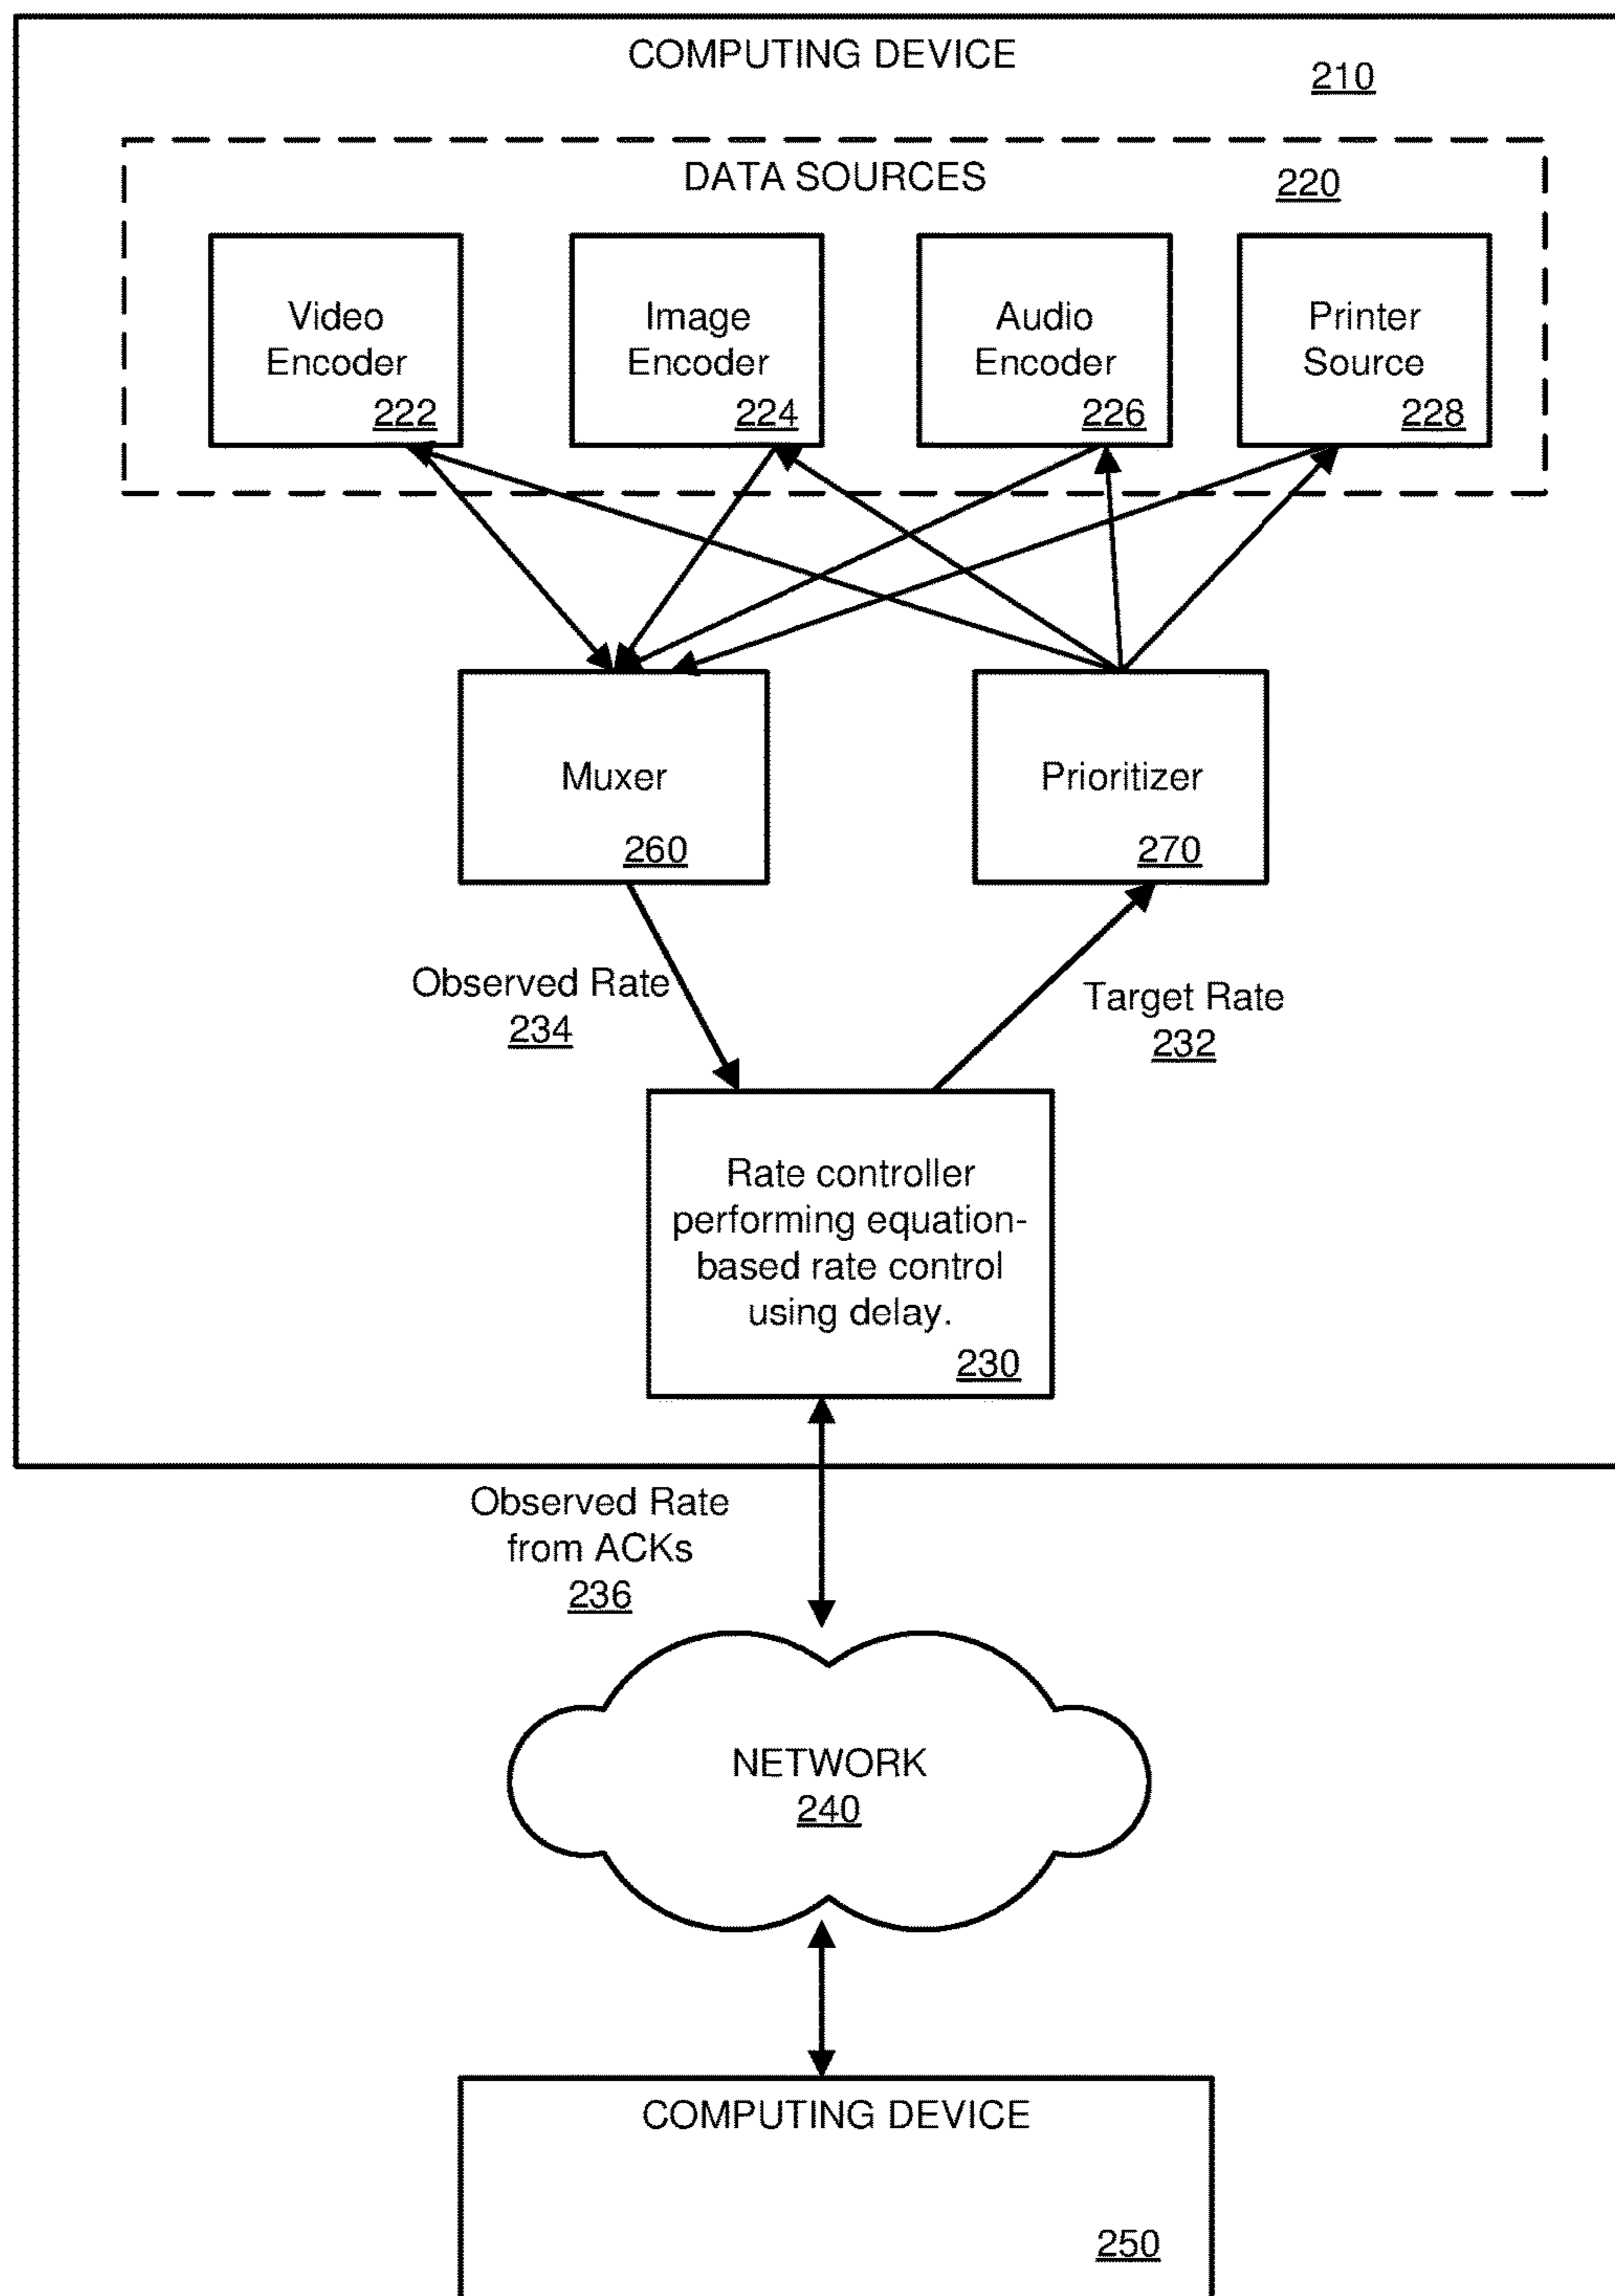 COMPUTING DEVICE
210
DATA SOURCES
220
Video
Encoder
222
Image
Encoder
224
Audio
Encoder
226
Printer
Source
228
Muxer
260
Prioritizer
270
Observed Rate
234
Target Rate
232
Rate controller
performing equation-
based rate control
using delay.
230
Observed Rate
from ACKs
236
NETWORK
240
COMPUTING DEVICE
250